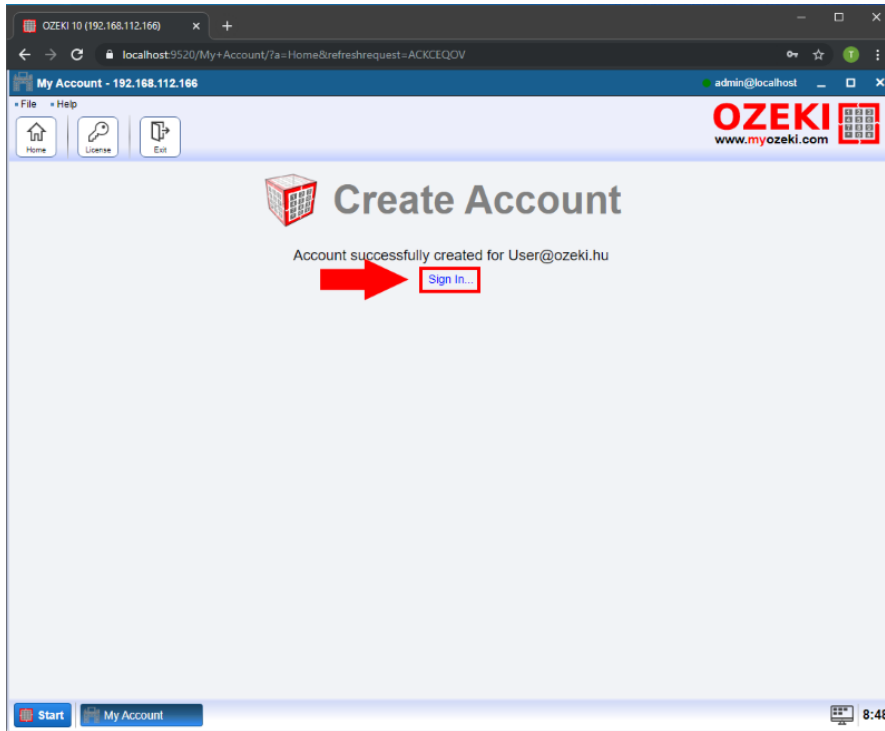 OZEKI 10 (192.168.112.166)
localhost:9520/My+Account/?a=Home&refreshrequest=ACKCEQOV
T
My Account - 192.168.112.166
admin@localhost
File Help
Home License Exit
OZEKI
www.myozeki.com
Create Account
Account successfully created for User@ozeki.hu
Sign In...
Start My Account
8:48